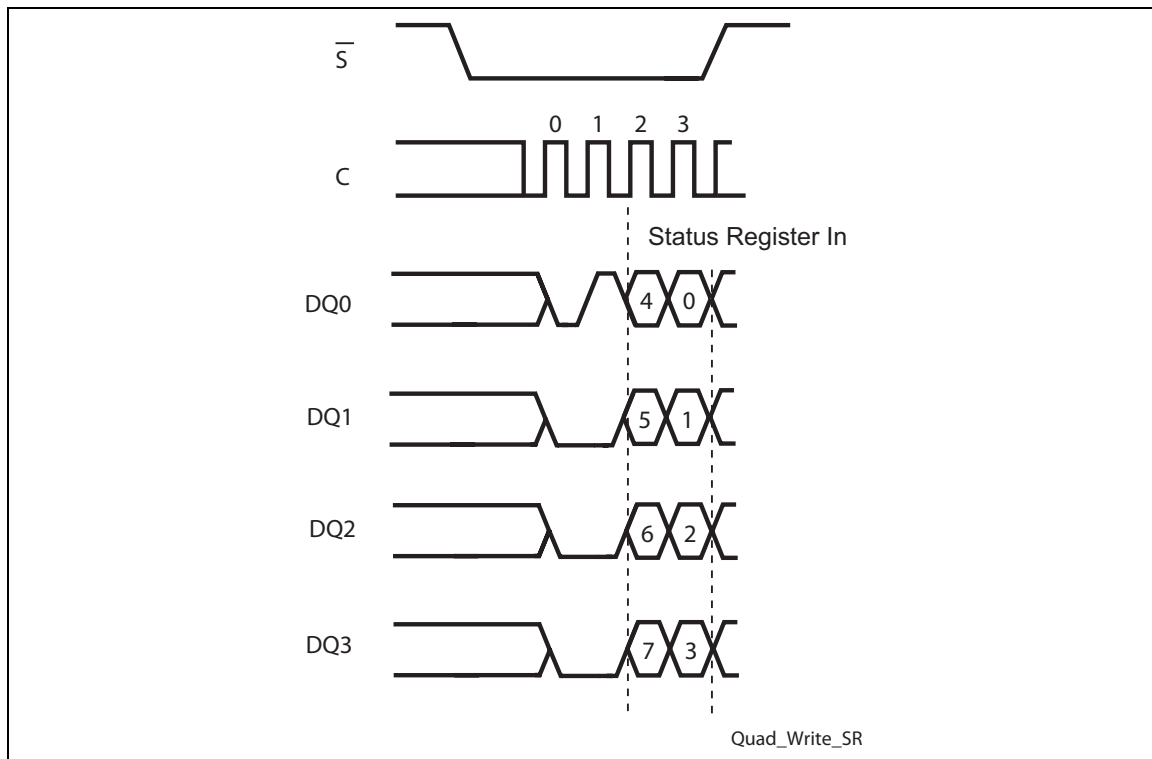 S̅
0 1 2 3
C
Status Register In
DQ0 4 0
DQ1 5 1
DQ2 6 2
DQ3 7 3
Quad_Write_SR